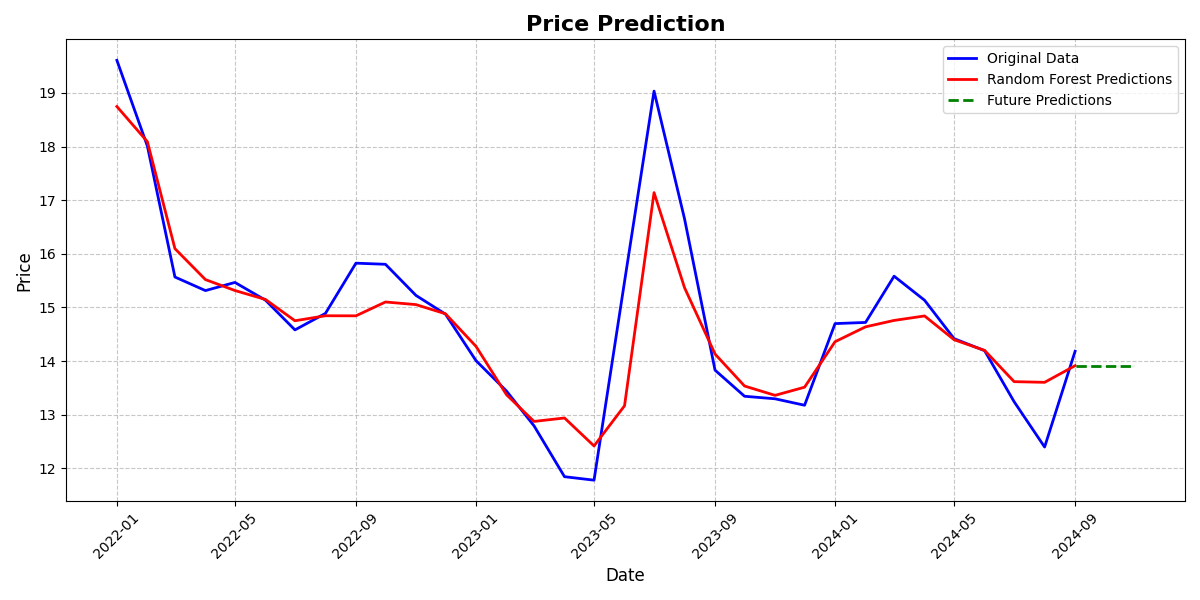 Price Prediction
Original Data
Random Forest Predictions
Future Predictions
Price
19
18
17
16
15
14
13
12
2022-01
2022-05
2022-09
2023-01
2023-05
2023-09
2024-01
2024-05
2024-09
Date